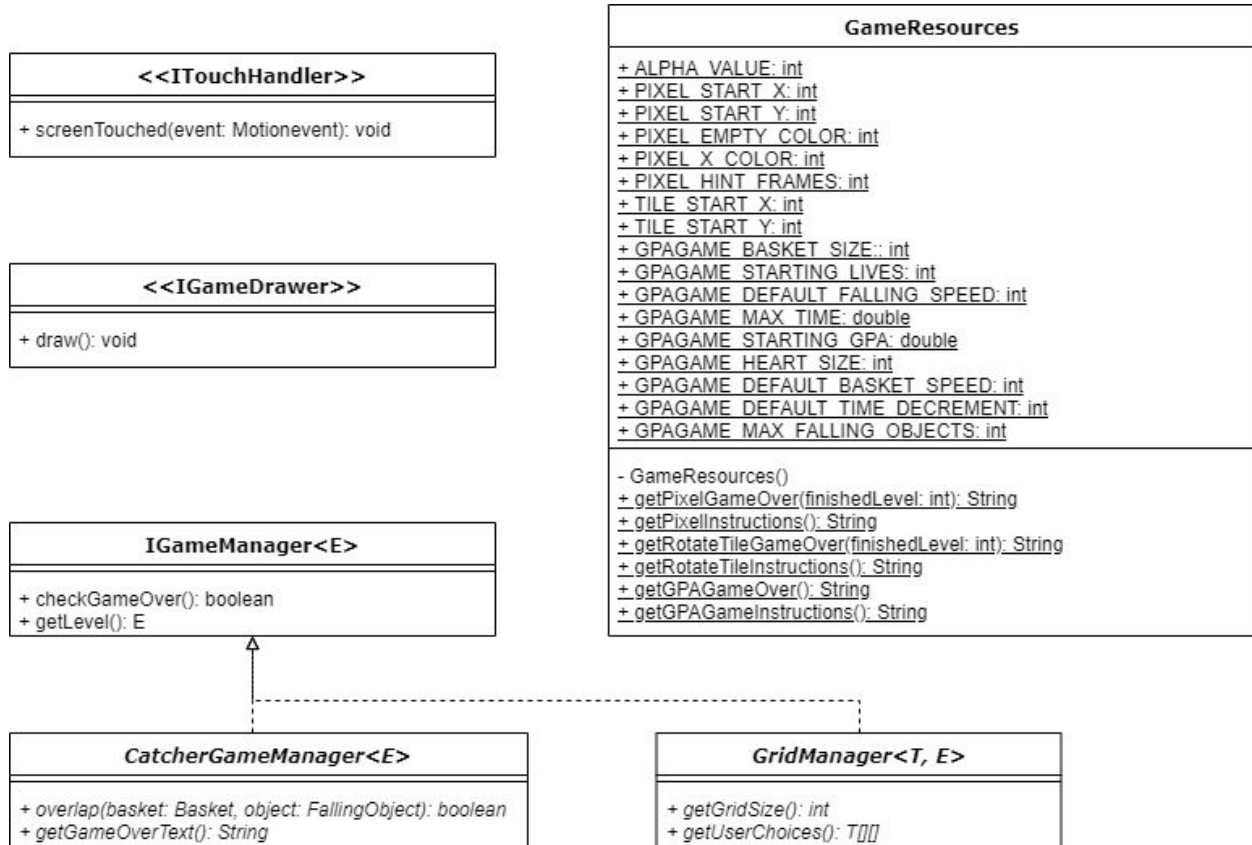 <<ITouchHandler>>
+ screenTouched(event: Motionevent): void
<<IGameDrawer>>
+ draw(): void
IGameManager<E>
+ checkGameOver(): boolean
+ getLevel(): E
GameResources
+ ALPHA_VALUE: int
+ PIXEL_START_X: int
+ PIXEL_START_Y: int
+ PIXEL_EMPTY_COLOR: int
+ PIXEL_X_COLOR: int
+ PIXEL_HINT_FRAMES: int
+ TILE_START_X: int
+ TILE_START_Y: int
+ GPAGAME_BASKET_SIZE:: int
+ GPAGAME_STARTING_LIVES: int
+ GPAGAME_DEFAULT_FALLING_SPEED: int
+ GPAGAME_MAX_TIME: double
+ GPAGAME_STARTING_GPA: double
+ GPAGAME_HEART_SIZE: int
+ GPAGAME_DEFAULT_BASKET_SPEED: int
+ GPAGAME_DEFAULT_TIME_DECREMENT: int
+ GPAGAME_MAX_FALLING_OBJECTS: int
- GameResources()
+ getPixelGameOver(finishedLevel: int): String
+ getPixelInstructions(): String
+ getRotateTileGameOver(finishedLevel: int): String
+ getRotateTileInstructions(): String
+ getGPAGameOver(): String
+ getGPAGameInstructions(): String
CatcherGameManager<E>
+ overlap(basket: Basket, object: FallingObject): boolean
+ getGameOverText(): String
GridManager<T, E>
+ getGridSize(): int
+ getUserChoices(): T[][]